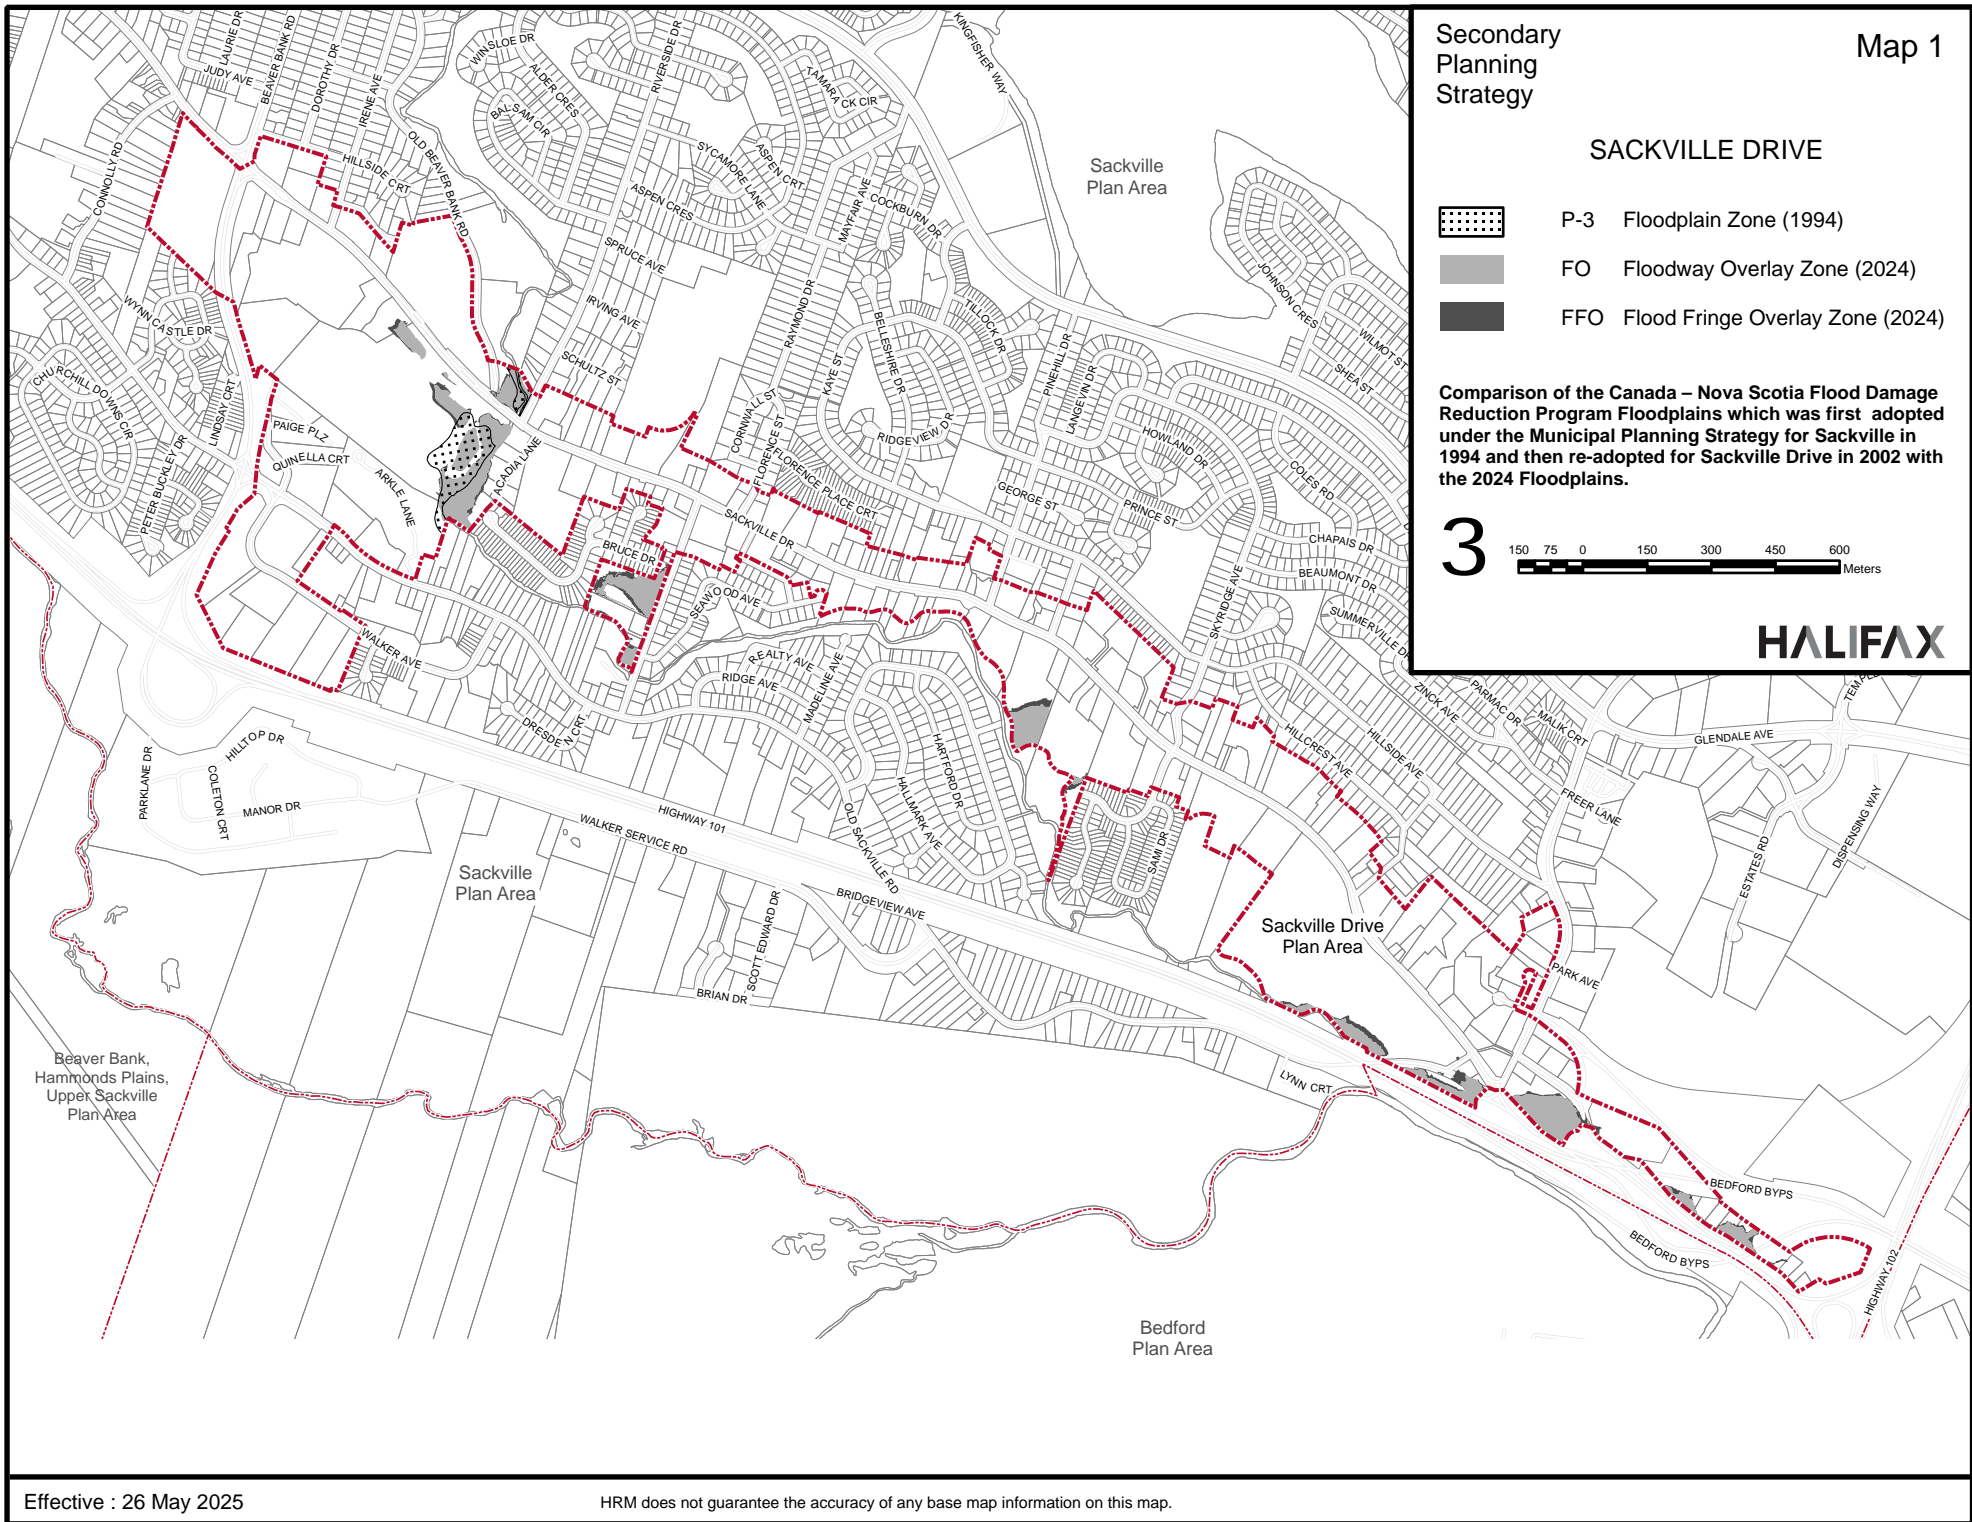 Secondary
Planning
Strategy
Map 1
SACKVILLE DRIVE
P-3 Floodplain Zone (1994)
FO Floodway Overlay Zone (2024)
FFO Flood Fringe Overlay Zone (2024)
Comparison of the Canada – Nova Scotia Flood Damage
Reduction Program Floodplains which was first adopted
under the Municipal Planning Strategy for Sackville in
1994 and then re-adopted for Sackville Drive in 2002 with
the 2024 Floodplains.
3
150 75 0 150 300 450 600
Meters
HALIFAX
LAURIE DR
JUDY AVE
BEAVER BANK RD
DOROTHY DR
IRENE AVE
OLD BEAVER BANK RD
HILLSIDE CRT
CONNOLLY RD
WINSLOE DR
ALDER CRES
BALSAM CIR
RIVERSIDE DR
TAMARACK CIR
KINGFISHER WAY
SYCAMORE LANE
ASPEN CRT
ASPEN CRES
MAYFAIR AVE
COCKBURN DR
SPRUCE AVE
IRVING AVE
SCHULTZ ST
RAYMOND DR
Sackville
Plan Area
JOHNSON CRES
WILMOT ST
SHEA ST
WYNN CASTLE DR
CHURCHILL DOWNS CIR
PETER BUCKLEY DR
LINDSAY CRT
PAIGE PLZ
QUINELLA CRT
ARKLE LANE
ACADIA LANE
CORNWALL ST
FLORENCE ST
FLORENCE PLACE CRT
KAYE ST
BELLESHIRE DR
TILLOCK DR
RIDGEVIEW DR
PINEHILL DR
LANGEVIN DR
HOWLAND DR
COLES RD
GEORGE ST
PRINCE ST
CHAPAIS DR
BEAUMONT DR
SUMMERVILLE DR
SKYRIDGE AVE
SACKVILLE DR
BRUCE DR
SEAWOOD AVE
WALKER AVE
REALTY AVE
RIDGE AVE
MADELINE AVE
DRESDEN CRT
HARTFORD DR
HALLMARK AVE
OLD SACKVILLE RD
HILLTOP DR
PARKLANE DR
COLETON CRT
MANOR DR
HIGHWAY 101
WALKER SERVICE RD
BRIDGEVIEW AVE
SCOTT EDWARD DR
BRIAN DR
SAMI DR
HILLCREST AVE
HILLSIDE AVE
ZINCK AVE
PARMAC DR
MALIK CRT
GLENDALE AVE
FREER LANE
ESTATES RD
DISPENSING WAY
Sackville
Plan Area
Sackville Drive
Plan Area
PARK AVE
LYNN CRT
Beaver Bank,
Hammonds Plains,
Upper Sackville
Plan Area
BEDFORD BYPS
BEDFORD BYPS
HIGHWAY 102
Bedford
Plan Area
Effective : 26 May 2025
HRM does not guarantee the accuracy of any base map information on this map.